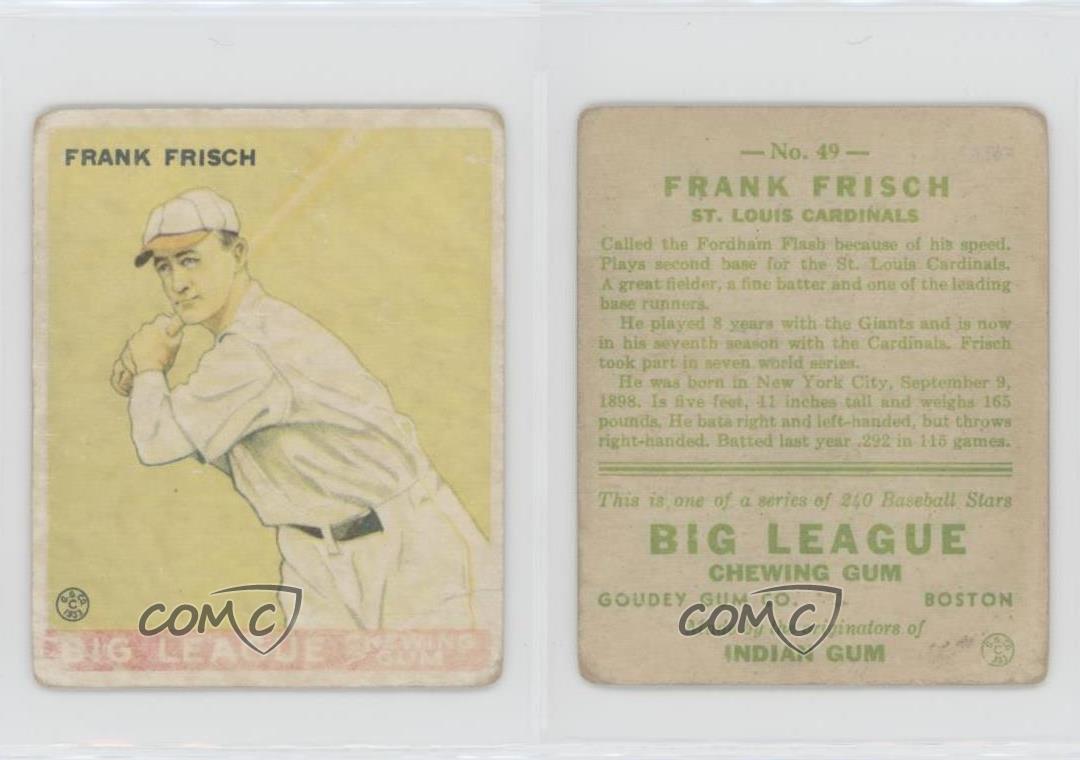 FRANK FRISCH
G.G.CO.
C
1933
BIG LEAGUE CHEWING GUM
COMC
— No. 49 —
FRANK FRISCH
ST. LOUIS CARDINALS
Called the Fordham Flash because of his speed.
Plays second base for the St. Louis Cardinals.
A great fielder, a fine batter and one of the leading
base runners.
He played 8 years with the Giants and is now
in his seventh season with the Cardinals. Frisch
took part in seven world series.
He was born in New York City, September 9,
1898. Is five feet, 11 inches tall and weighs 165
pounds. He bats right and left-handed, but throws
right-handed. Batted last year .292 in 115 games.
This is one of a series of 240 Baseball Stars
BIG LEAGUE
CHEWING GUM
GOUDEY GUM CO. BOSTON
by the originators of
INDIAN GUM
COMC